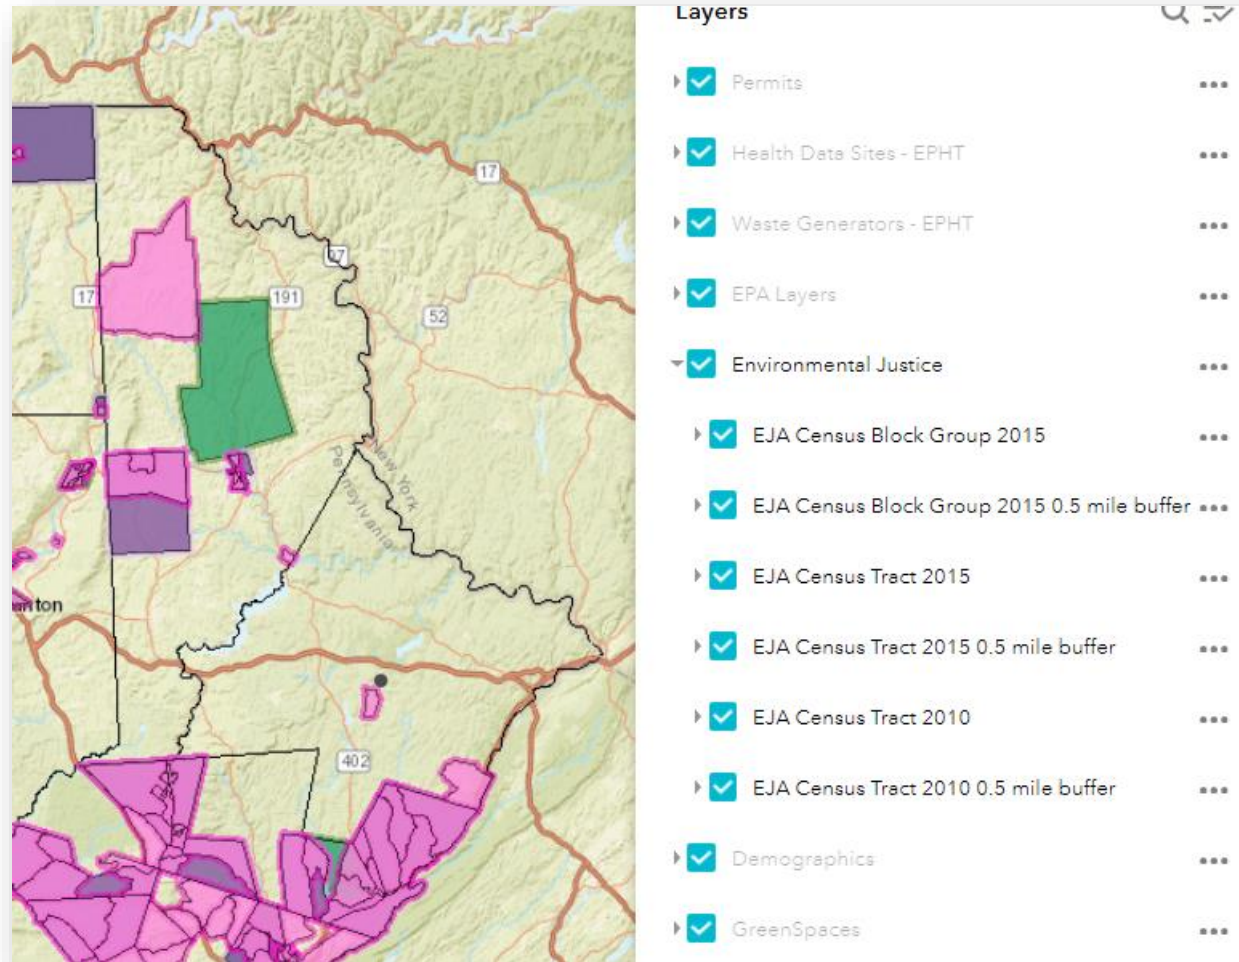 Layers
Permits
Health Data Sites - EPHT
Waste Generators - EPHT
EPA Layers
Environmental Justice
EJA Census Block Group 2015
EJA Census Block Group 2015 0.5 mile buffer
EJA Census Tract 2015
EJA Census Tract 2015 0.5 mile buffer
EJA Census Tract 2010
EJA Census Tract 2010 0.5 mile buffer
Demographics
GreenSpaces
17
17
191
52
New York
Pennsylvania
402